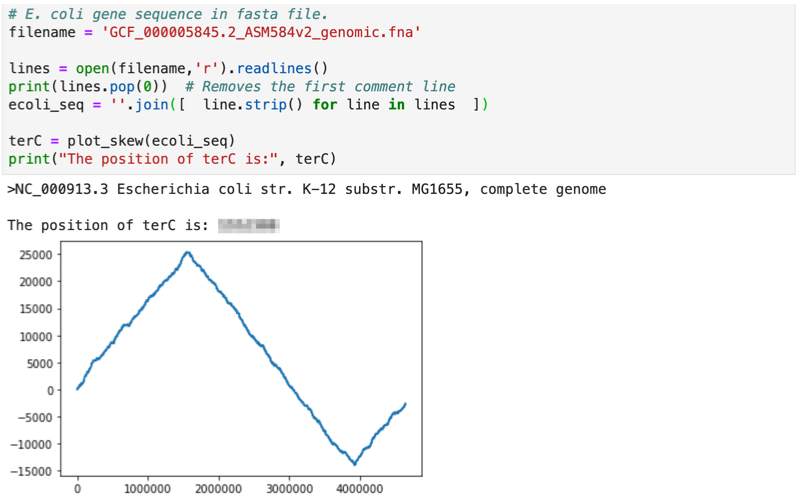 # E. coli gene sequence in fasta file.
filename = 'GCF_000005845.2_ASM584v2_genomic.fna'
lines = open(filename,'r').readlines()
print(lines.pop(0))  # Removes the first comment line
ecoli_seq = ''.join([  line.strip() for line in lines  ])
terC = plot_skew(ecoli_seq)
print("The position of terC is:", terC)
>NC_000913.3 Escherichia coli str. K-12 substr. MG1655, complete genome
The position of terC is:
25000
20000
15000
10000
5000
0
−5000
−10000
−15000
0 1000000 2000000 3000000 4000000